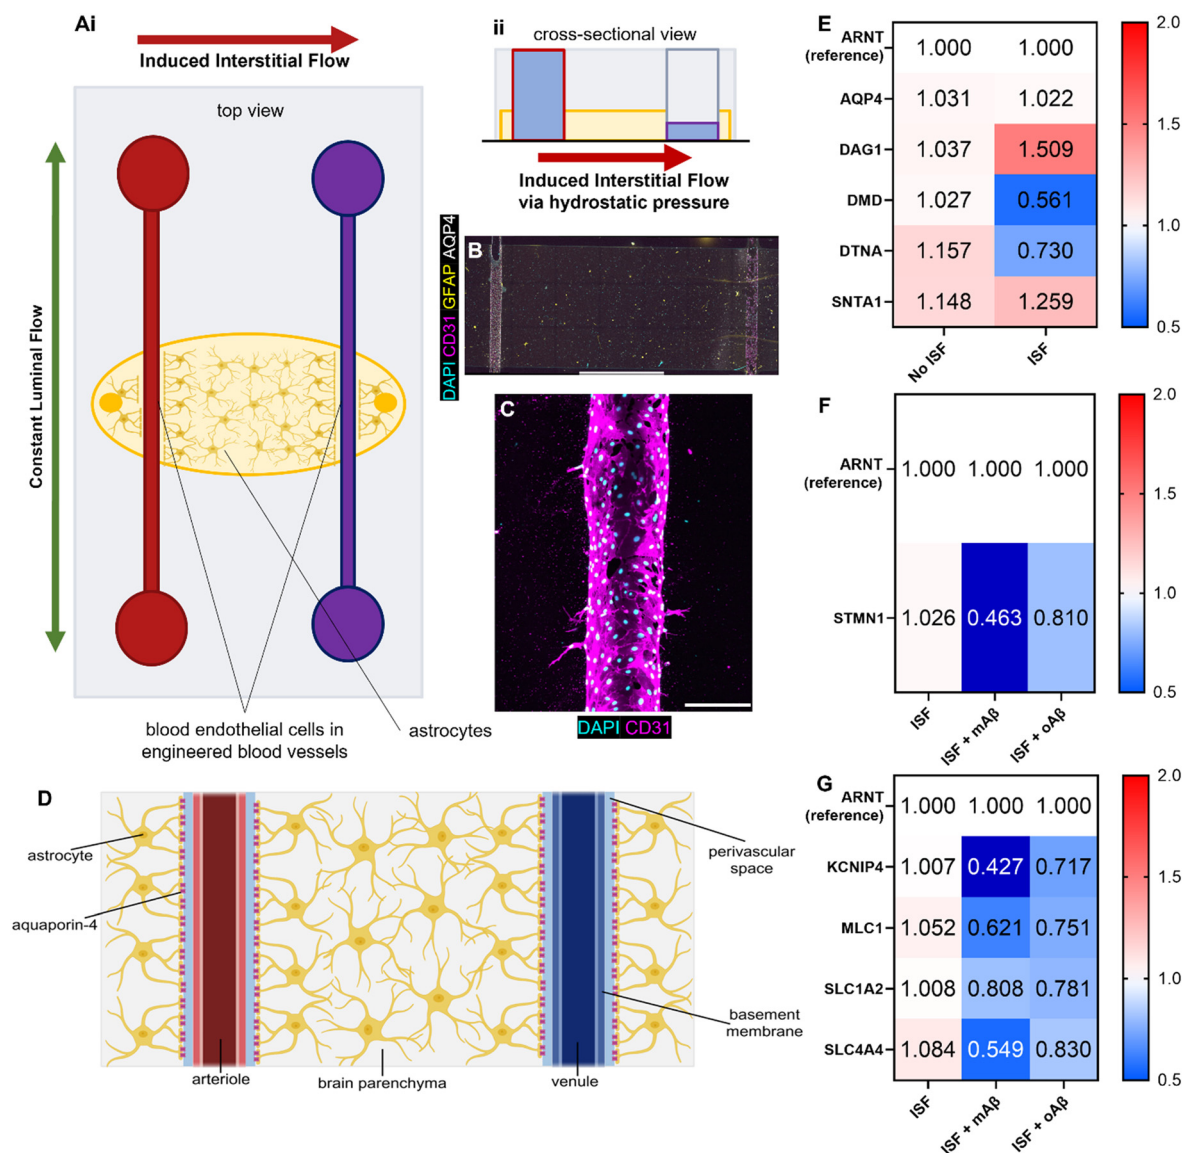 Ai
Induced Interstitial Flow
top view
Constant Luminal Flow
blood endothelial cells in
engineered blood vessels
astrocytes
ii
cross-sectional view
Induced Interstitial Flow
via hydrostatic pressure
B
DAPI CD31 GFAP AQP4
C
DAPI CD31
D
astrocyte
aquaporin-4
arteriole
brain parenchyma
venule
perivascular
space
basement
membrane
E
ARNT
(reference)
1.000 1.000
AQP4 1.031 1.022
DAG1 1.037 1.509
DMD 1.027 0.561
DTNA 1.157 0.730
SNTA1 1.148 1.259
No ISF
ISF
2.0
1.5
1.0
0.5
F
ARNT
(reference)
1.000 1.000 1.000
STMN1 1.026 0.463 0.810
ISF
ISF + mAβ
ISF + oAβ
2.0
1.5
1.0
0.5
G
ARNT
(reference)
1.000 1.000 1.000
KCNIP4 1.007 0.427 0.717
MLC1 1.052 0.621 0.751
SLC1A2 1.008 0.808 0.781
SLC4A4 1.084 0.549 0.830
ISF
ISF + mAβ
ISF + oAβ
2.0
1.5
1.0
0.5